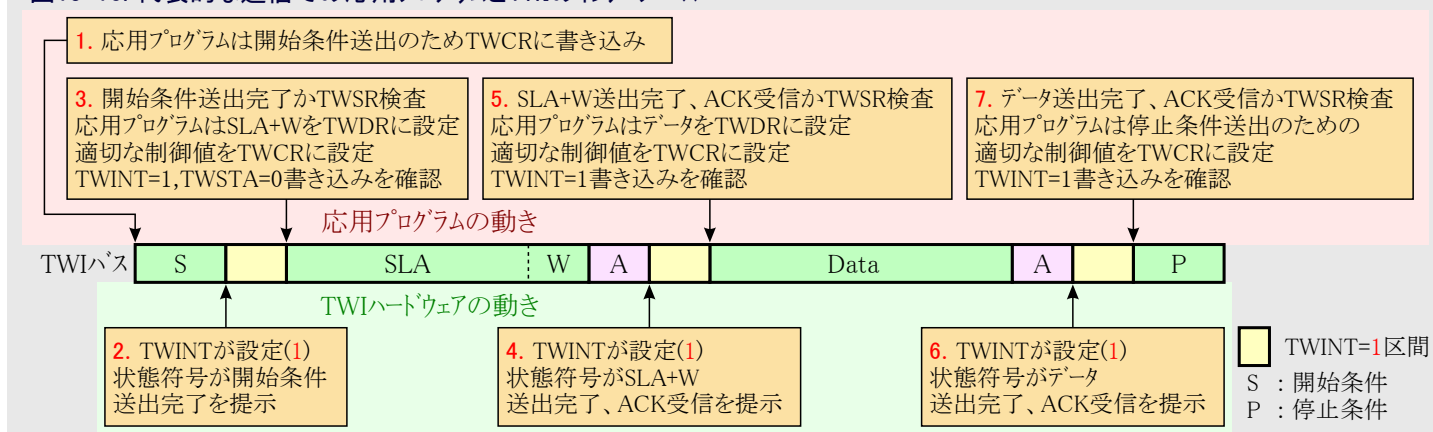 1. 応用プログラムは開始条件送出のためTWCRに書き込み
3. 開始条件送出完了かTWSR検査
応用プログラムはSLA+WをTWDRに設定
適切な制御値をTWCRに設定
TWINT=1,TWSTA=0書き込みを確認
5. SLA+W送出完了、ACK受信かTWSR検査
応用プログラムはデータをTWDRに設定
適切な制御値をTWCRに設定
TWINT=1書き込みを確認
7. データ送出完了、ACK受信かTWSR検査
応用プログラムは停止条件送出のための
適切な制御値をTWCRに設定
TWINT=1書き込みを確認
応用プログラムの動き
TWIバス S SLA W A Data A P
TWIハードウェアの動き
2. TWINTが設定(1)
状態符号が開始条件
送出完了を提示
4. TWINTが設定(1)
状態符号がSLA+W
送出完了、ACK受信を提示
6. TWINTが設定(1)
状態符号がデータ
送出完了、ACK受信を提示
TWINT=1区間
S : 開始条件
P : 停止条件